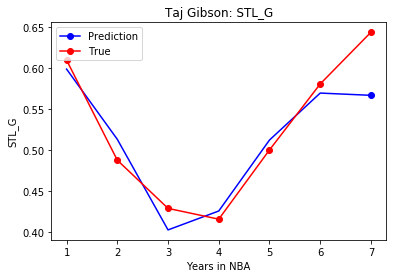 Taj Gibson: STL_G
Prediction
True
STL_G
0.65
0.60
0.55
0.50
0.45
0.40
1 2 3 4 5 6 7
Years in NBA